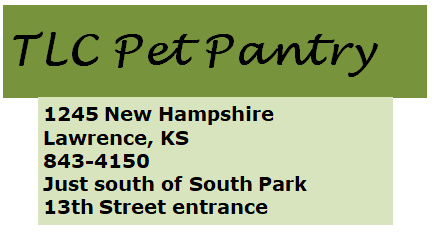 TLC Pet Pantry
1245 New Hampshire
Lawrence, KS
843-4150
Just south of South Park
13th Street entrance